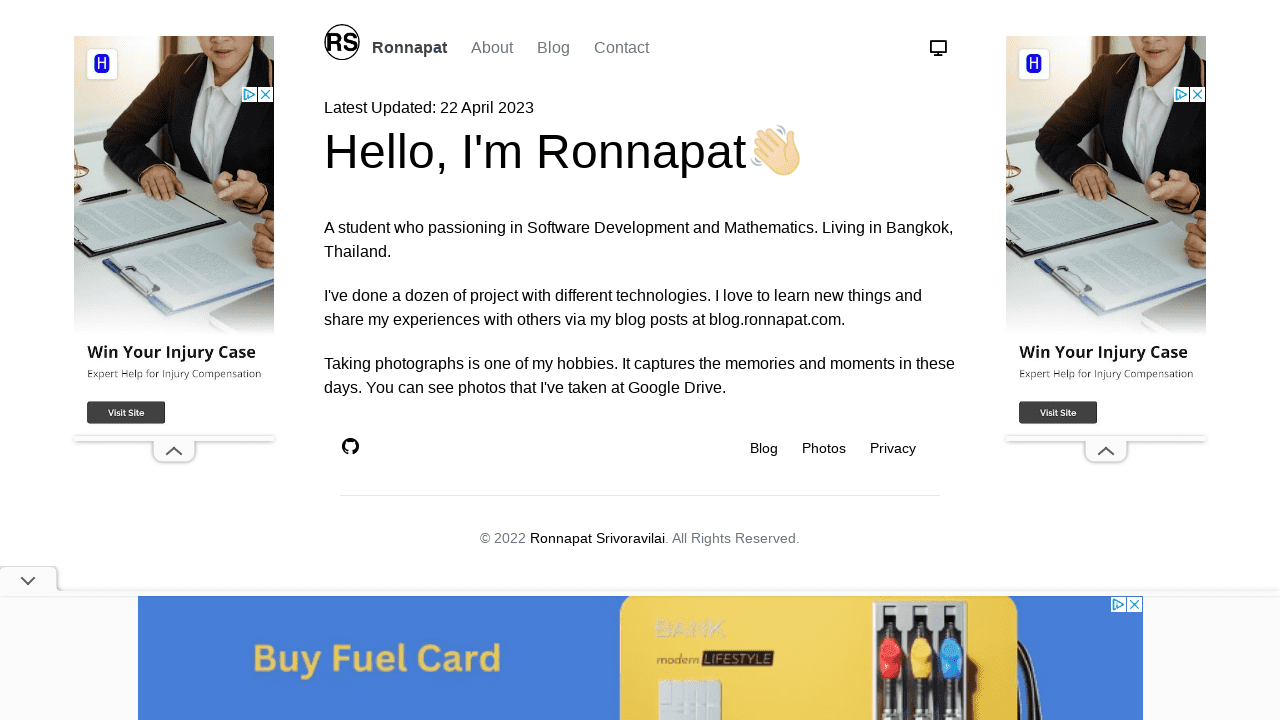 RS
Ronnapat
About
Blog
Contact
Latest Updated: 22 April 2023
Hello, I'm Ronnapat
A student who passioning in Software Development and Mathematics. Living in Bangkok,
Thailand.
I've done a dozen of project with different technologies. I love to learn new things and
share my experiences with others via my blog posts at blog.ronnapat.com.
Taking photographs is one of my hobbies. It captures the memories and moments in these
days. You can see photos that I've taken at Google Drive.
Blog
Photos
Privacy
© 2022 Ronnapat Srivoravilai. All Rights Reserved.
H
Win Your Injury Case
Expert Help for Injury Compensation
Visit Site
H
Win Your Injury Case
Expert Help for Injury Compensation
Visit Site
Buy Fuel Card
BANK
modern LIFESTYLE